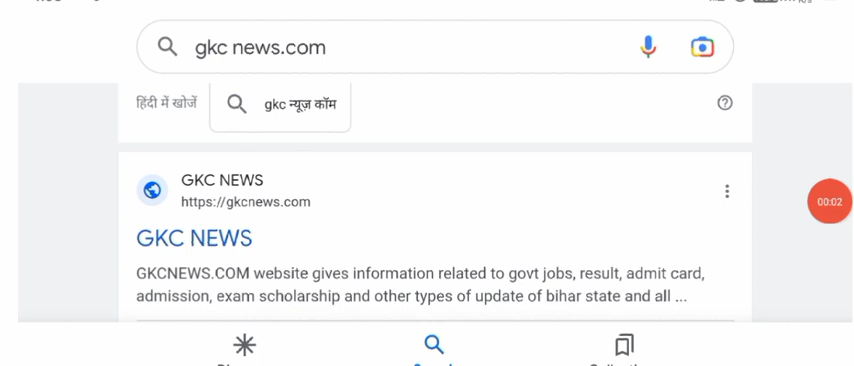 gkc news.com
हिंदी में खोजें gkc न्यूज़ कॉम
GKC NEWS
https://gkcnews.com
00:02
GKC NEWS
GKCNEWS.COM website gives information related to govt jobs, result, admit card,
admission, exam scholarship and other types of update of bihar state and all ...